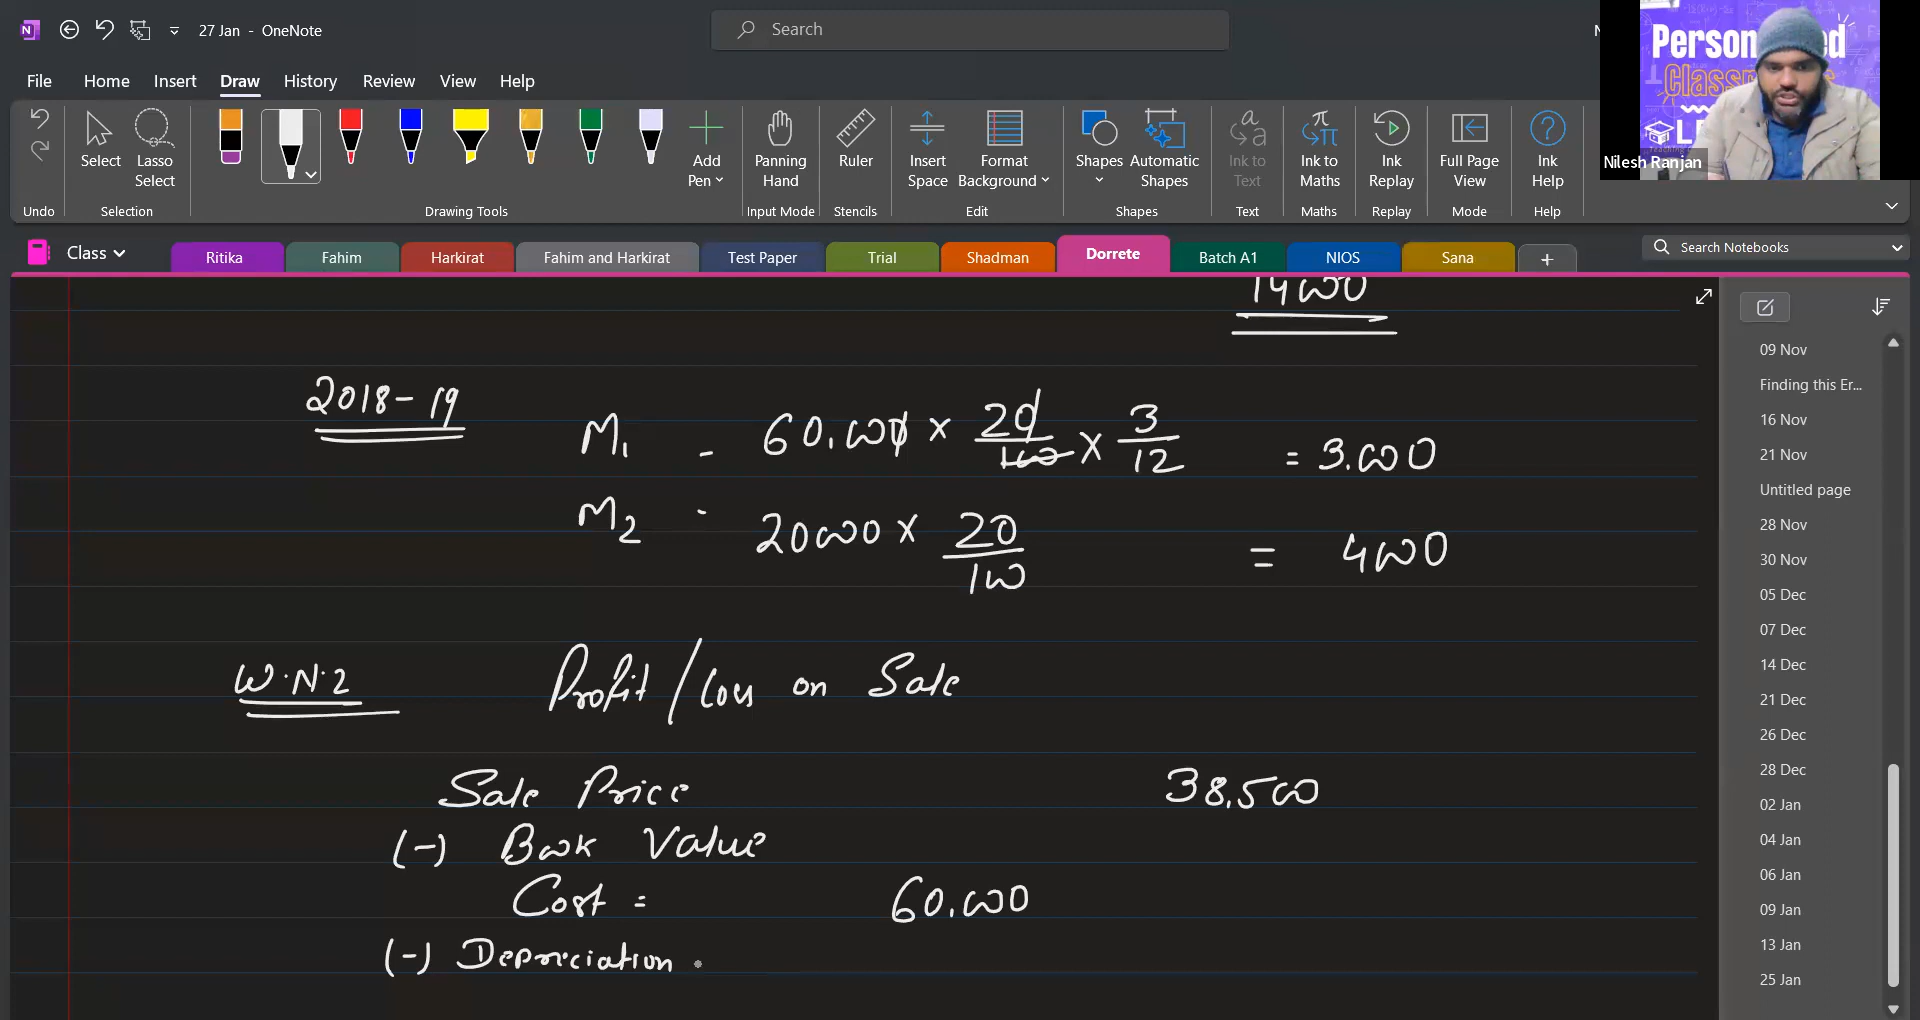 27 Jan - OneNote
Search
Nilesh Ranjan
File Home Insert Draw History Review View Help
Select
Lasso Select
Add Pen
Panning Hand
Ruler
Insert Space
Format Background
Shapes
Automatic Shapes
Ink to Text
Ink to Maths
Ink Replay
Full Page View
Ink Help
Undo Selection Drawing Tools Input Mode Stencils Edit Shapes Text Maths Replay Mode Help
Class
Ritika Fahim Harkirat Fahim and Harkirat Test Paper Trial Shadman Dorrete Batch A1 NIOS Sana +
Search Notebooks
14000
2018-19
M1 - 60,000 × 20/100 × 3/12 = 3,000
M2 - 20000 × 20/100 = 4000
W.N.2 Profit/Loss on Sale
Sale Price 38,500
(-) Book Value
Cost = 60,000
(-) Depreciation
09 Nov
Finding this Er...
16 Nov
21 Nov
Untitled page
28 Nov
30 Nov
05 Dec
07 Dec
14 Dec
21 Dec
26 Dec
28 Dec
02 Jan
04 Jan
06 Jan
09 Jan
13 Jan
25 Jan